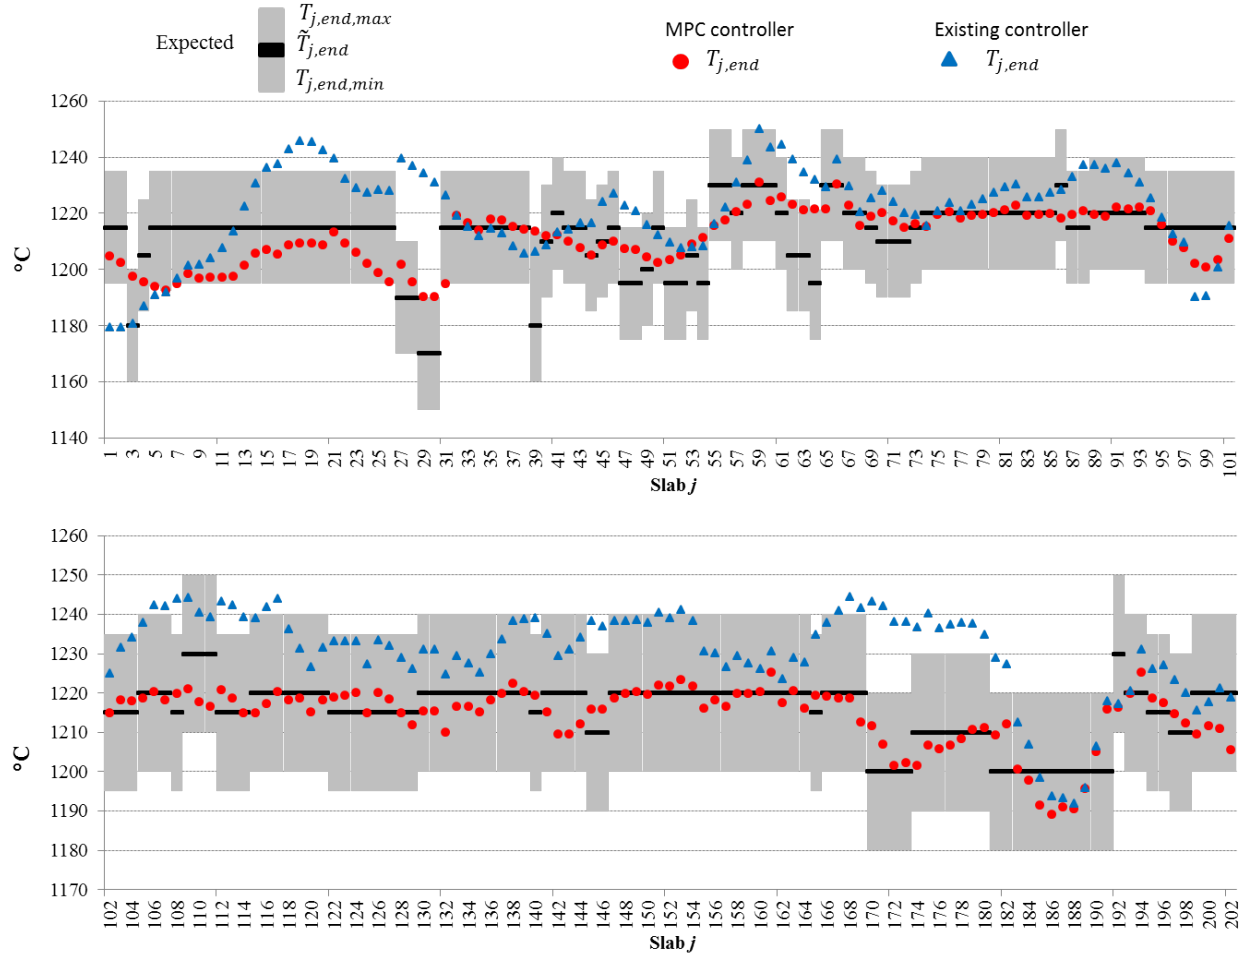 Expected
T_{j,end,max}
T̃_{j,end}
T_{j,end,min}
MPC controller
T_{j,end}
Existing controller
T_{j,end}
1260
1240
1220
1200
1180
1160
1140
°C
1 3 5 7 9 11 13 15 17 19 21 23 25 27 29 31 33 35 37 39 41 43 45 47 49 51 53 55 57 59 61 63 65 67 69 71 73 75 77 79 81 83 85 87 89 91 93 95 97 99 101
Slab j
1260
1250
1240
1230
1220
1210
1200
1190
1180
1170
°C
102 104 106 108 110 112 114 116 118 120 122 124 126 128 130 132 134 136 138 140 142 144 146 148 150 152 154 156 158 160 162 164 166 168 170 172 174 176 178 180 182 184 186 188 190 192 194 196 198 200 202
Slab j